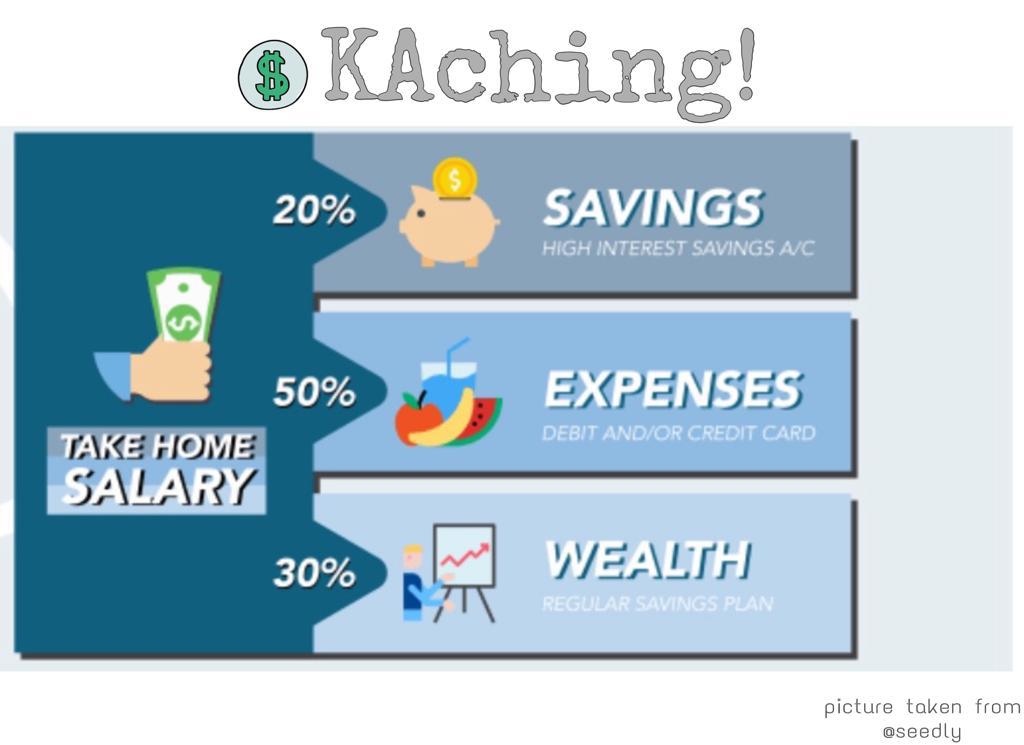 $ KAching!
20%
SAVINGS
$
HIGH INTEREST SAVINGS A/C
50%
EXPENSES
DEBIT AND/OR CREDIT CARD
$
TAKE HOME
SALARY
30%
WEALTH
REGULAR SAVINGS PLAN
picture taken from
@seedly